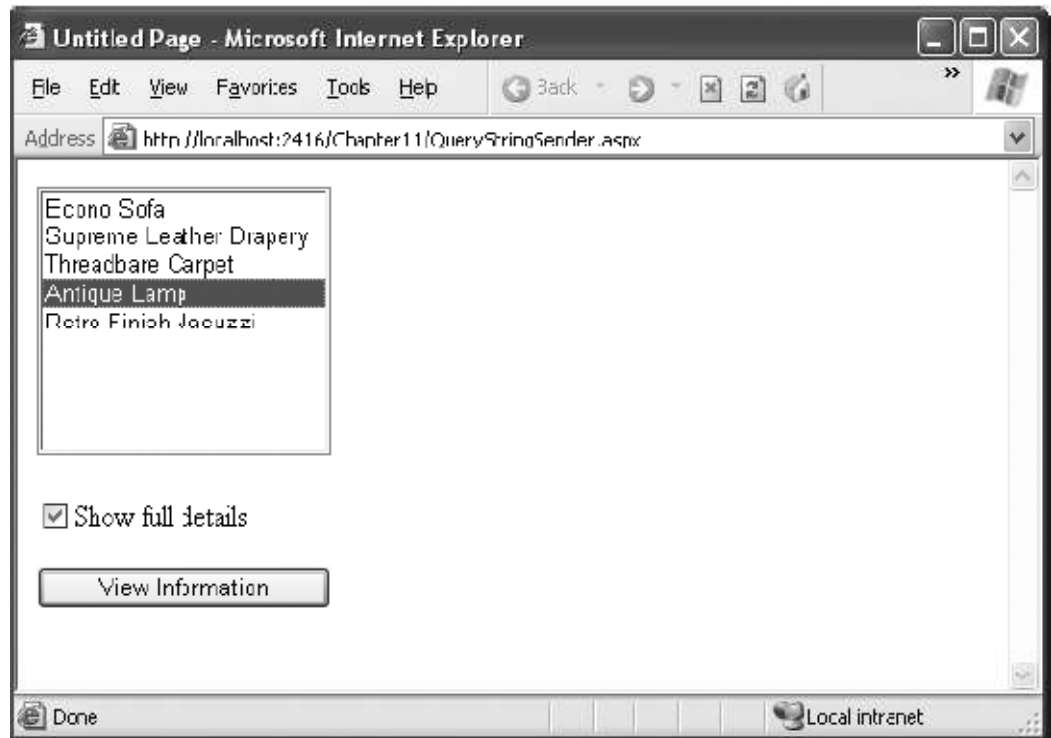 Untitled Page - Microsoft Internet Explorer
File Edit View Favorites Tools Help Back »
Address http://localhost:2416/Chapter11/QueryStringSender.aspx
Econo Sofa
Supreme Leather Drapery
Threadbare Carpet
Antique Lamp
Retro Finish Jacuzzi
Show full details
View Information
Done Local intranet